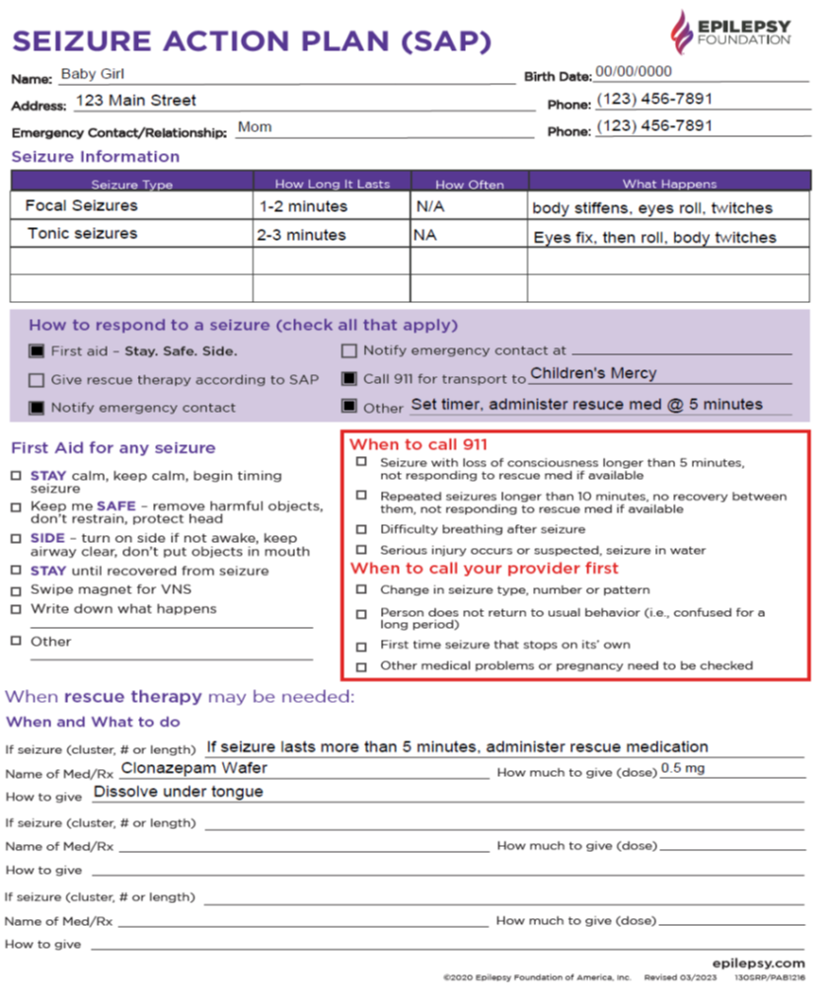 SEIZURE ACTION PLAN (SAP)
EPILEPSY
FOUNDATION
Name: Baby Girl Birth Date: 00/00/0000
Address: 123 Main Street Phone: (123) 456-7891
Emergency Contact/Relationship: Mom Phone: (123) 456-7891
Seizure Information
Seizure Type How Long It Lasts How Often What Happens
Focal Seizures 1-2 minutes N/A body stiffens, eyes roll, twitches
Tonic seizures 2-3 minutes NA Eyes fix, then roll, body twitches
How to respond to a seizure (check all that apply)
First aid – Stay. Safe. Side. Notify emergency contact at
Give rescue therapy according to SAP Call 911 for transport to Children's Mercy
Notify emergency contact Other Set timer, administer resuce med @ 5 minutes
First Aid for any seizure
STAY calm, keep calm, begin timing
seizure
Keep me SAFE – remove harmful objects,
don't restrain, protect head
SIDE – turn on side if not awake, keep
airway clear, don't put objects in mouth
STAY until recovered from seizure
Swipe magnet for VNS
Write down what happens
Other
When to call 911
Seizure with loss of consciousness longer than 5 minutes,
not responding to rescue med if available
Repeated seizures longer than 10 minutes, no recovery between
them, not responding to rescue med if available
Difficulty breathing after seizure
Serious injury occurs or suspected, seizure in water
When to call your provider first
Change in seizure type, number or pattern
Person does not return to usual behavior (i.e., confused for a
long period)
First time seizure that stops on its' own
Other medical problems or pregnancy need to be checked
When rescue therapy may be needed:
When and What to do
If seizure (cluster, # or length) If seizure lasts more than 5 minutes, administer rescue medication
Name of Med/Rx Clonazepam Wafer How much to give (dose) 0.5 mg
How to give Dissolve under tongue
If seizure (cluster, # or length)
Name of Med/Rx How much to give (dose)
How to give
If seizure (cluster, # or length)
Name of Med/Rx How much to give (dose)
How to give
epilepsy.com
©2020 Epilepsy Foundation of America, Inc. Revised 03/2023 130SRP/PAB1216